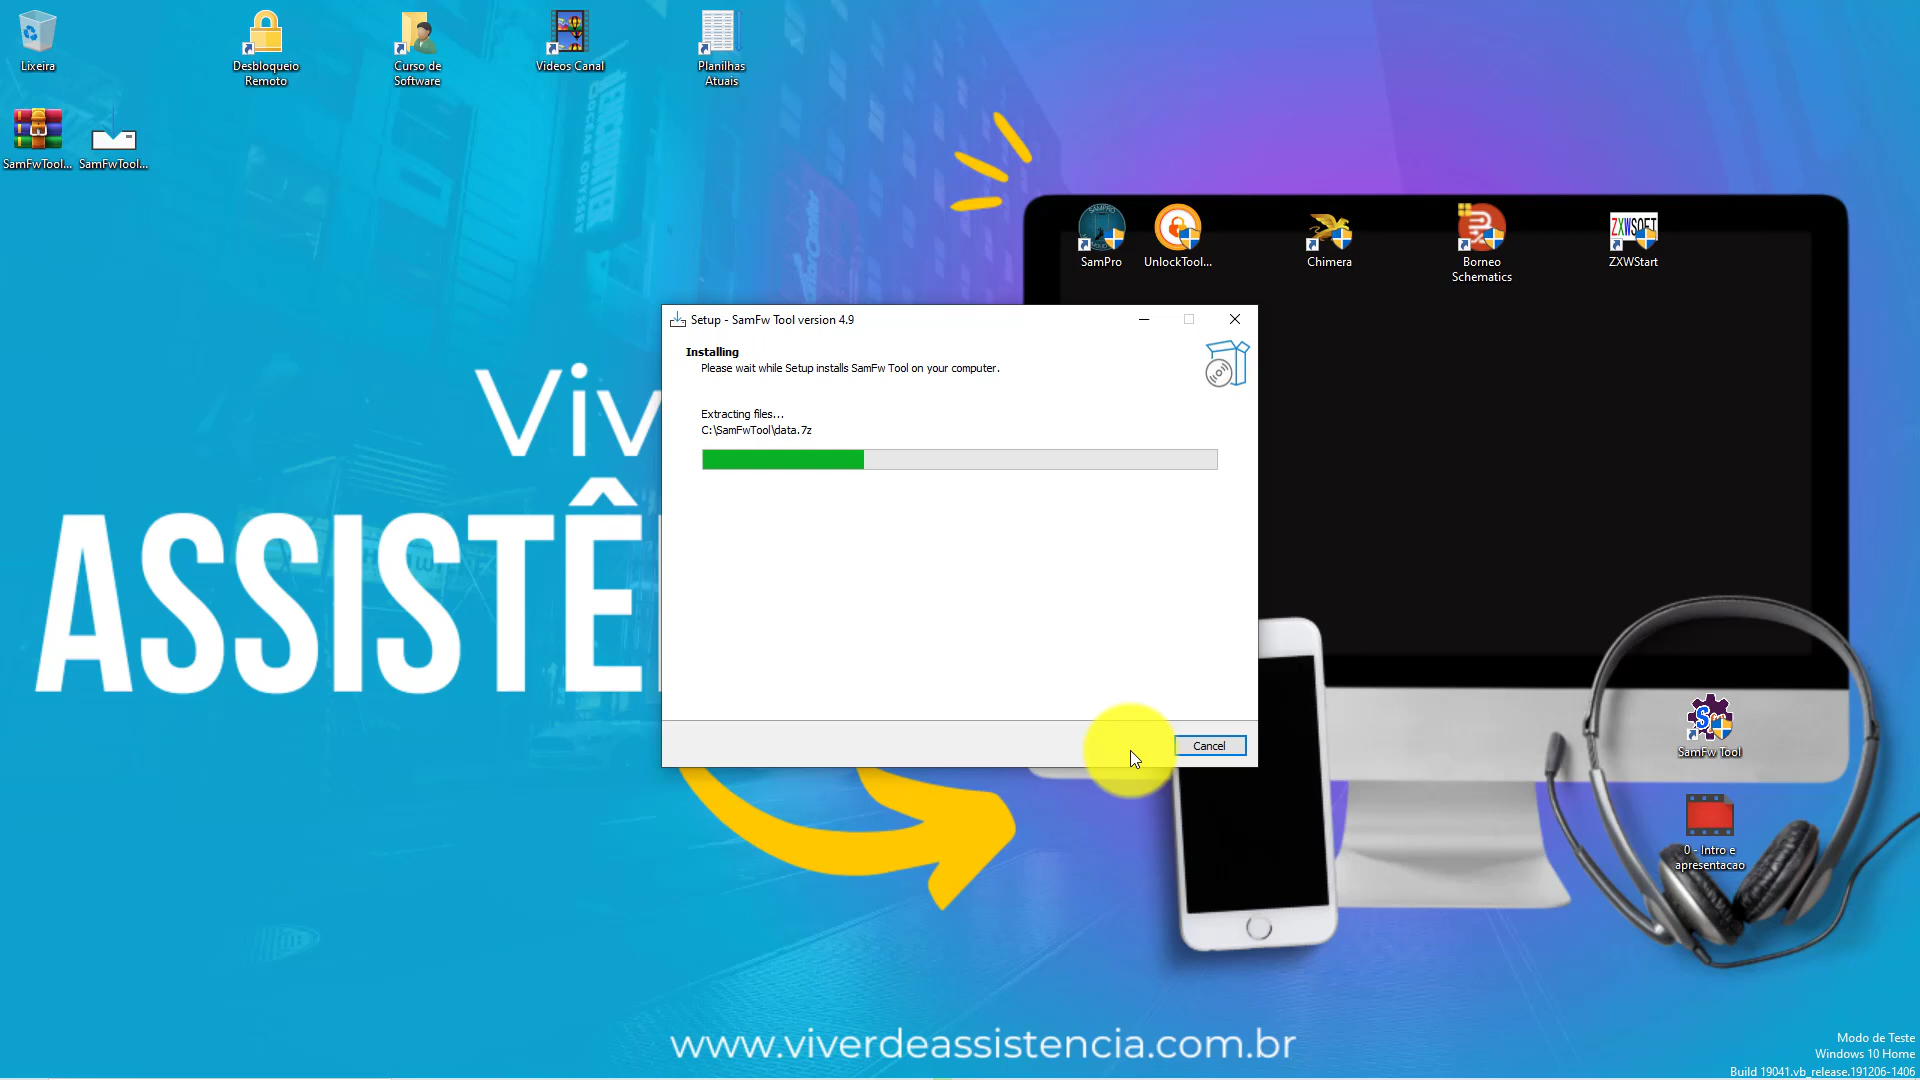 Lixeira
Desbloqueio
Remoto
Curso de
Software
Videos Canal
Planilhas
Atuais
SamFwTool...
SamFwTool...
SAMPRO
SamPro
UnlockTool...
Chimera
Borneo
Schematics
ZXWSOFT
ZXWStart
Setup - SamFw Tool version 4.9
Installing
Please wait while Setup installs SamFw Tool on your computer.
Extracting files...
C:\SamFwTool\data.7z
Cancel
Viv
ASSISTÊ
SamFw Tool
0 - Intro e
apresentacao
www.viverdeassistencia.com.br
Modo de Teste
Windows 10 Home
Build 19041.vb_release.191206-1406